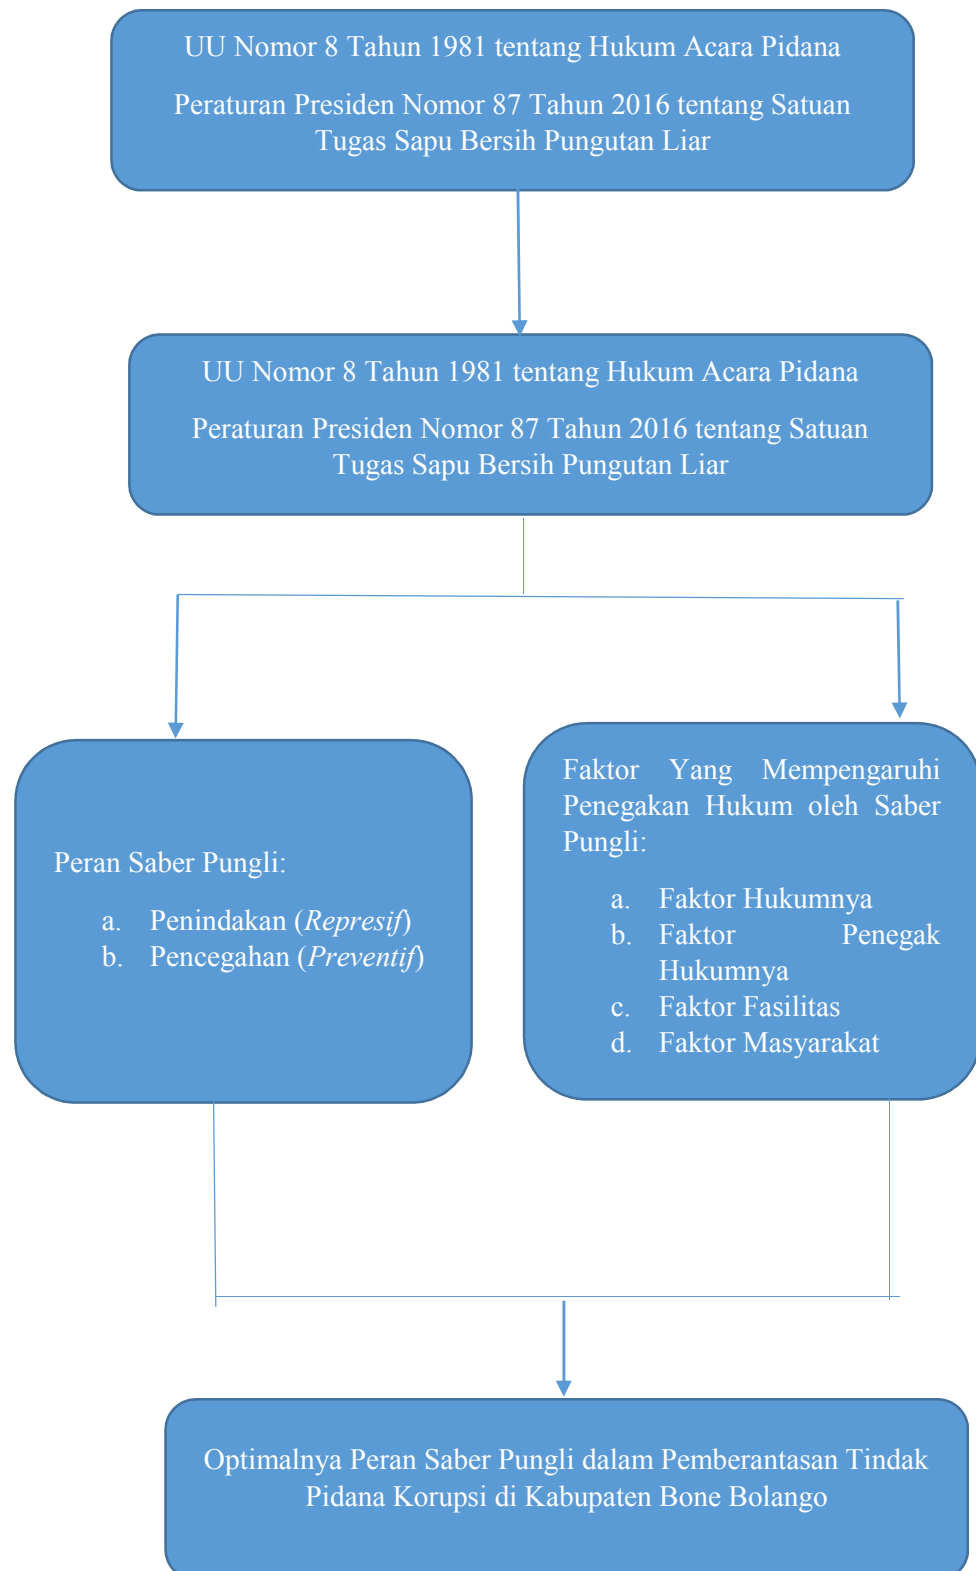 UU Nomor 8 Tahun 1981 tentang Hukum Acara Pidana
Peraturan Presiden Nomor 87 Tahun 2016 tentang Satuan
Tugas Sapu Bersih Pungutan Liar
UU Nomor 8 Tahun 1981 tentang Hukum Acara Pidana
Peraturan Presiden Nomor 87 Tahun 2016 tentang Satuan
Tugas Sapu Bersih Pungutan Liar
Peran Saber Pungli:
a. Penindakan (Represif)
b. Pencegahan (Preventif)
Faktor Yang Mempengaruhi
Penegakan Hukum oleh Saber
Pungli:
a. Faktor Hukumnya
b. Faktor Penegak
Hukumnya
c. Faktor Fasilitas
d. Faktor Masyarakat
Optimalnya Peran Saber Pungli dalam Pemberantasan Tindak
Pidana Korupsi di Kabupaten Bone Bolango